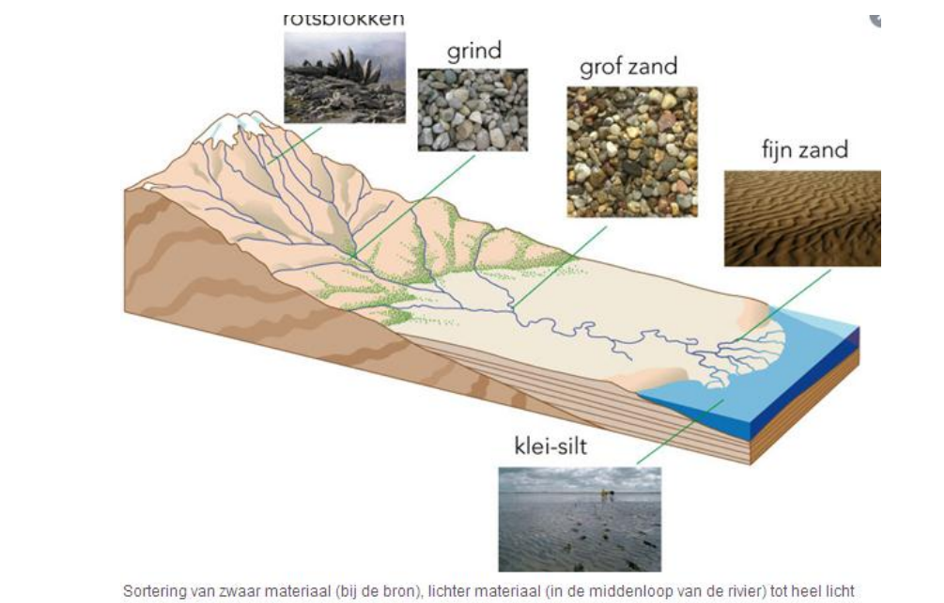 rotsblokken
grind
grof zand
fijn zand
klei-silt
Sortering van zwaar materiaal (bij de bron), lichter materiaal (in de middenloop van de rivier) tot heel licht